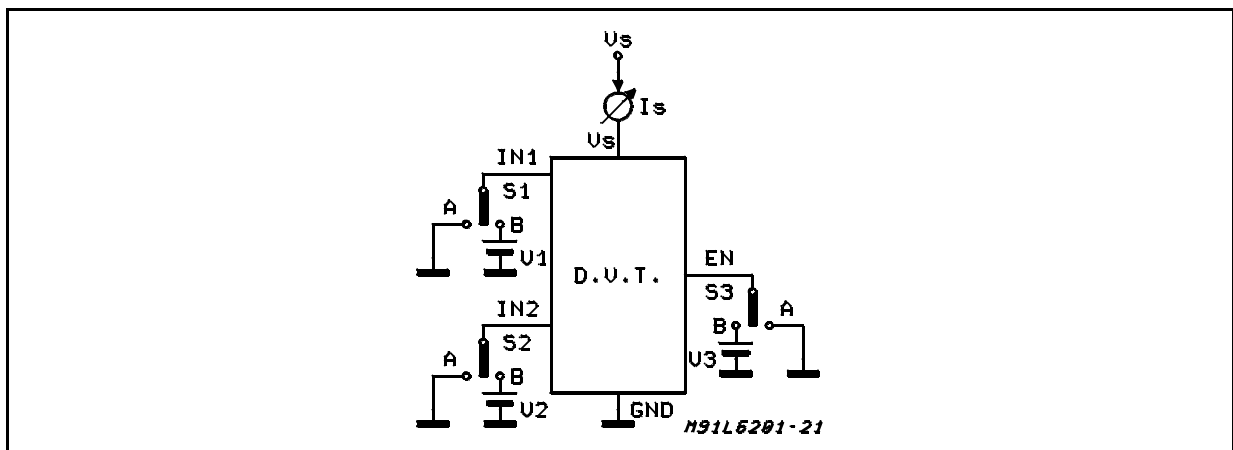 Vs
Is
Vs
IN1
S1
A
B
V1
EN
D.U.T.
S3
IN2
A
B
S2
V3
A
B
V2
GND
M91L6201-21